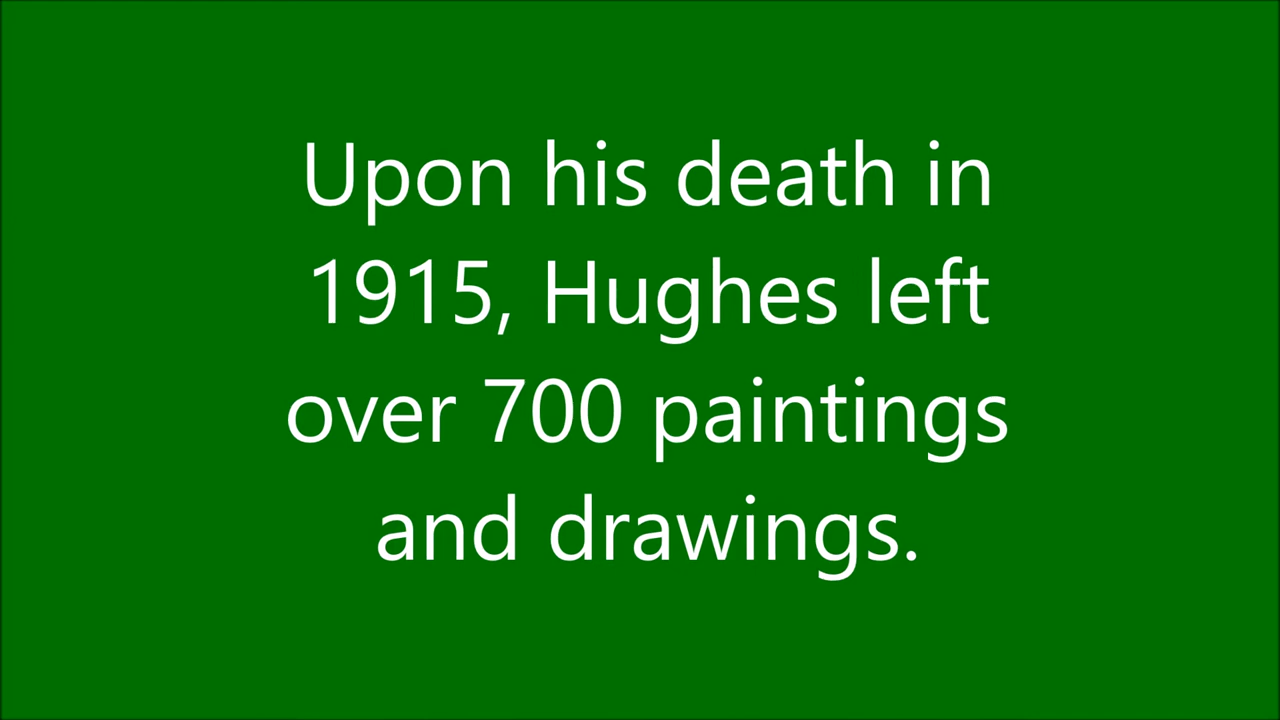 Upon his death in
1915, Hughes left
over 700 paintings
and drawings.